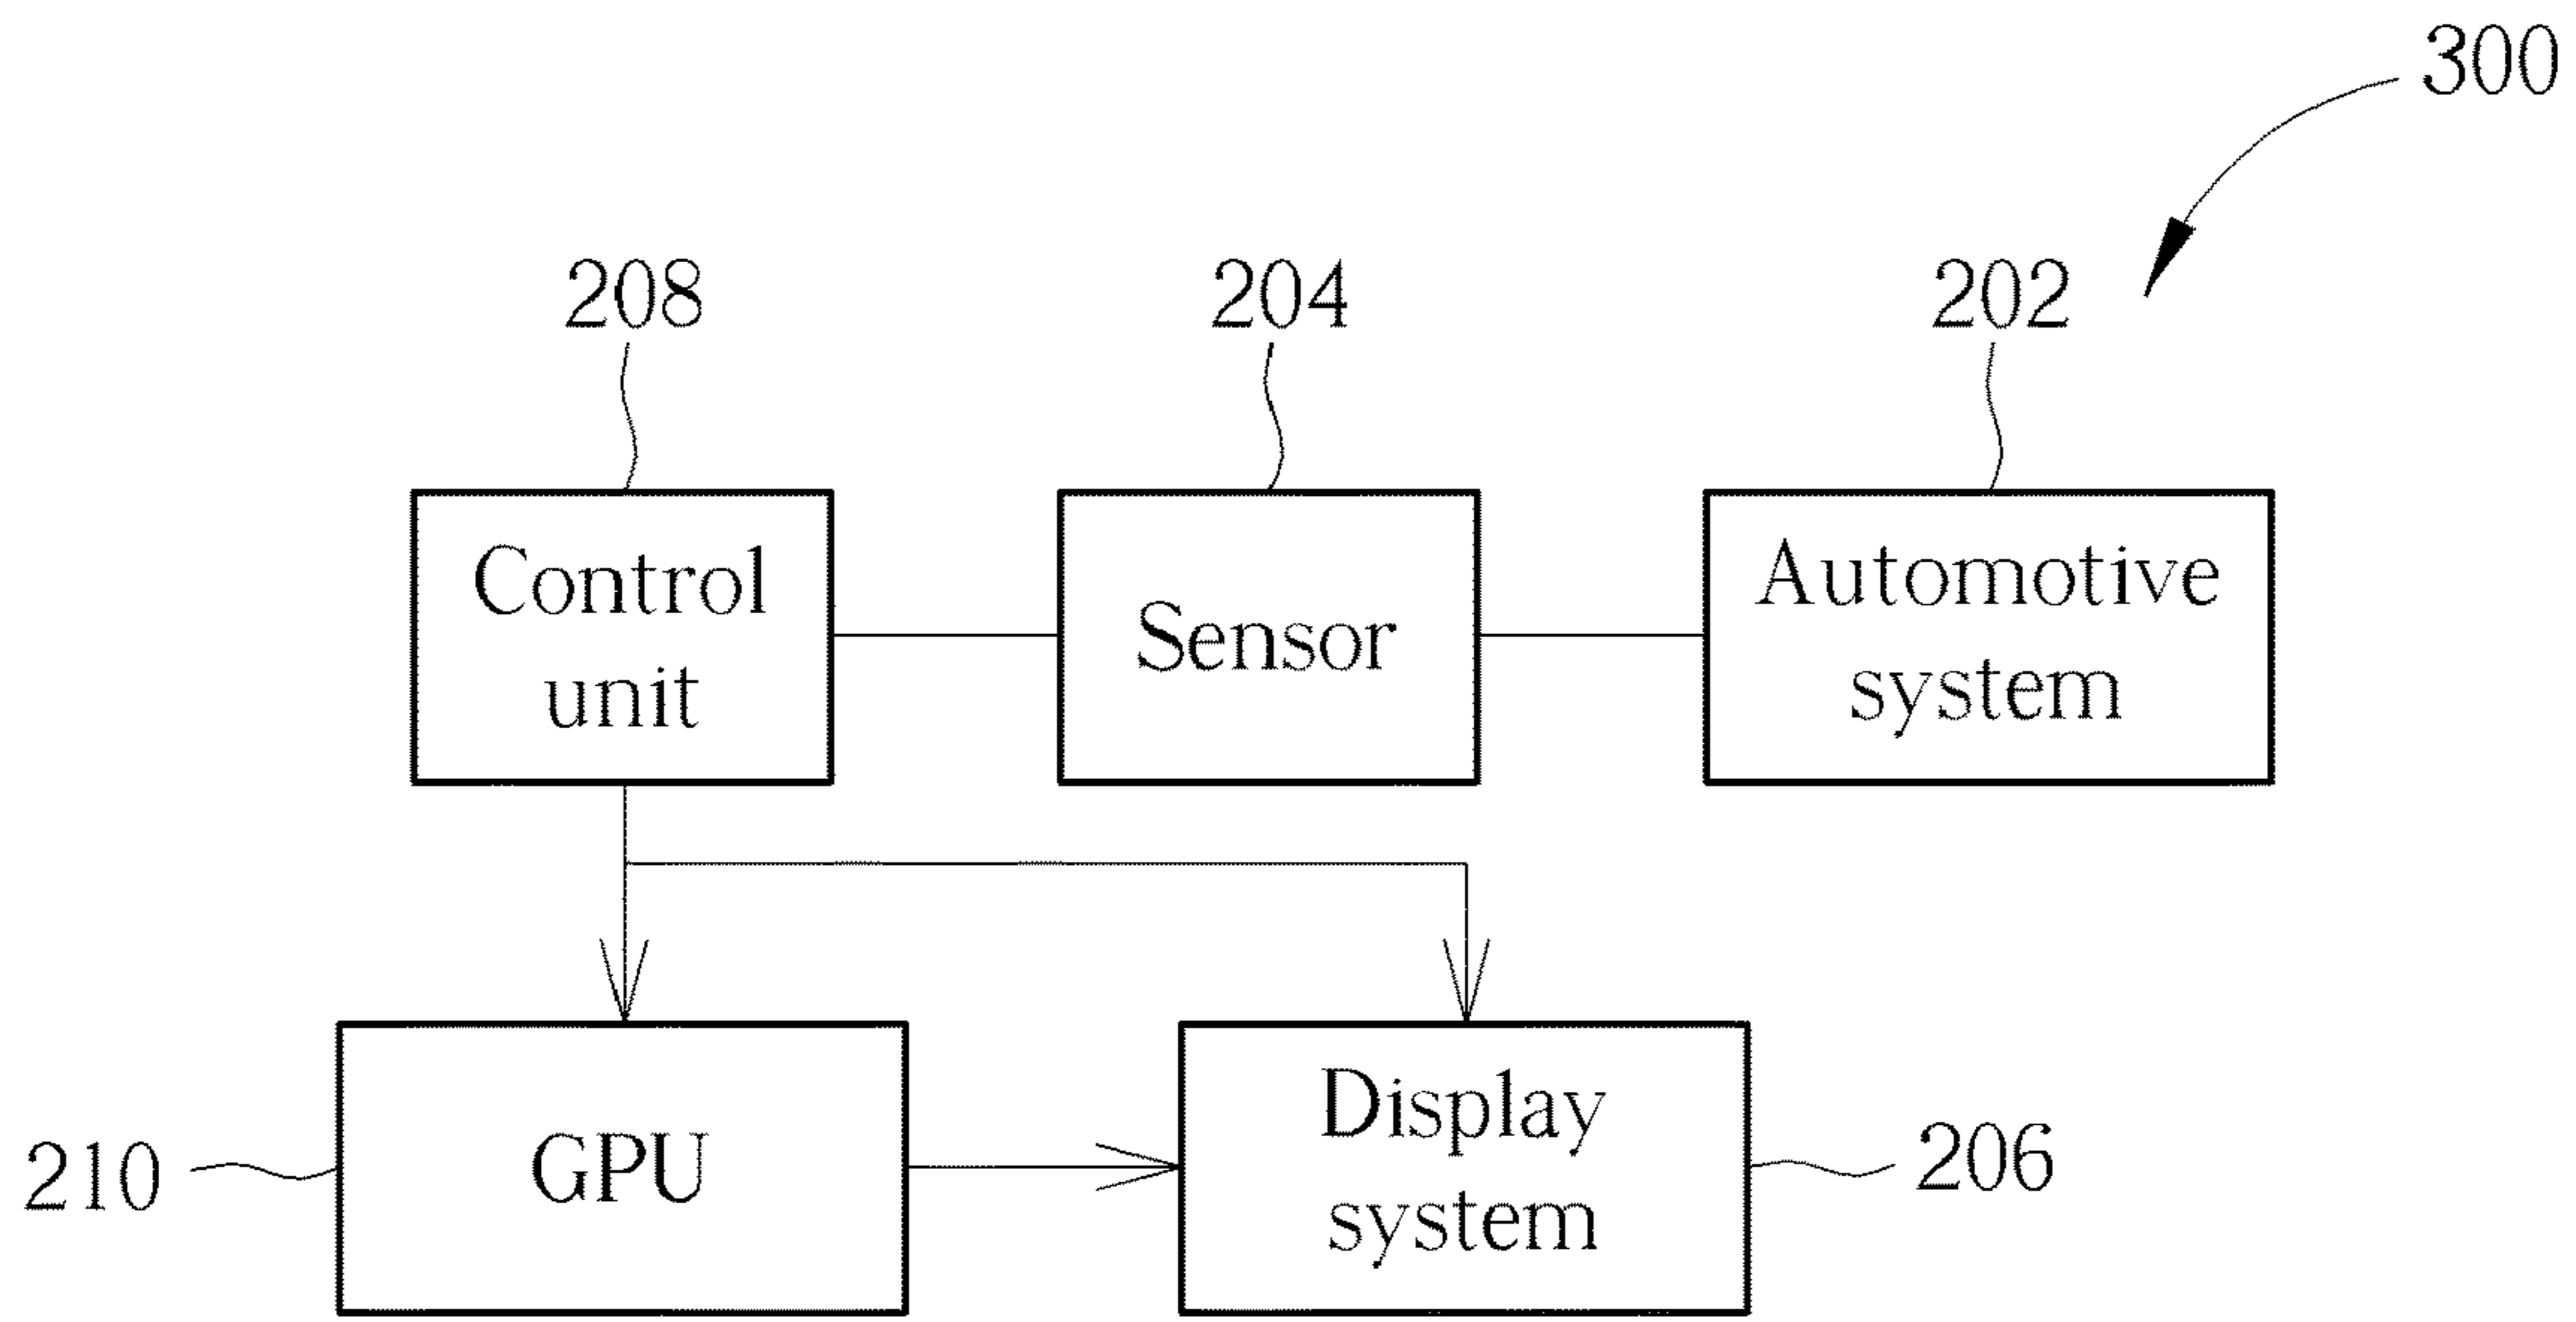 300
208
204
202
Control
unit
Sensor
Automotive
system
210
GPU
Display
system
206